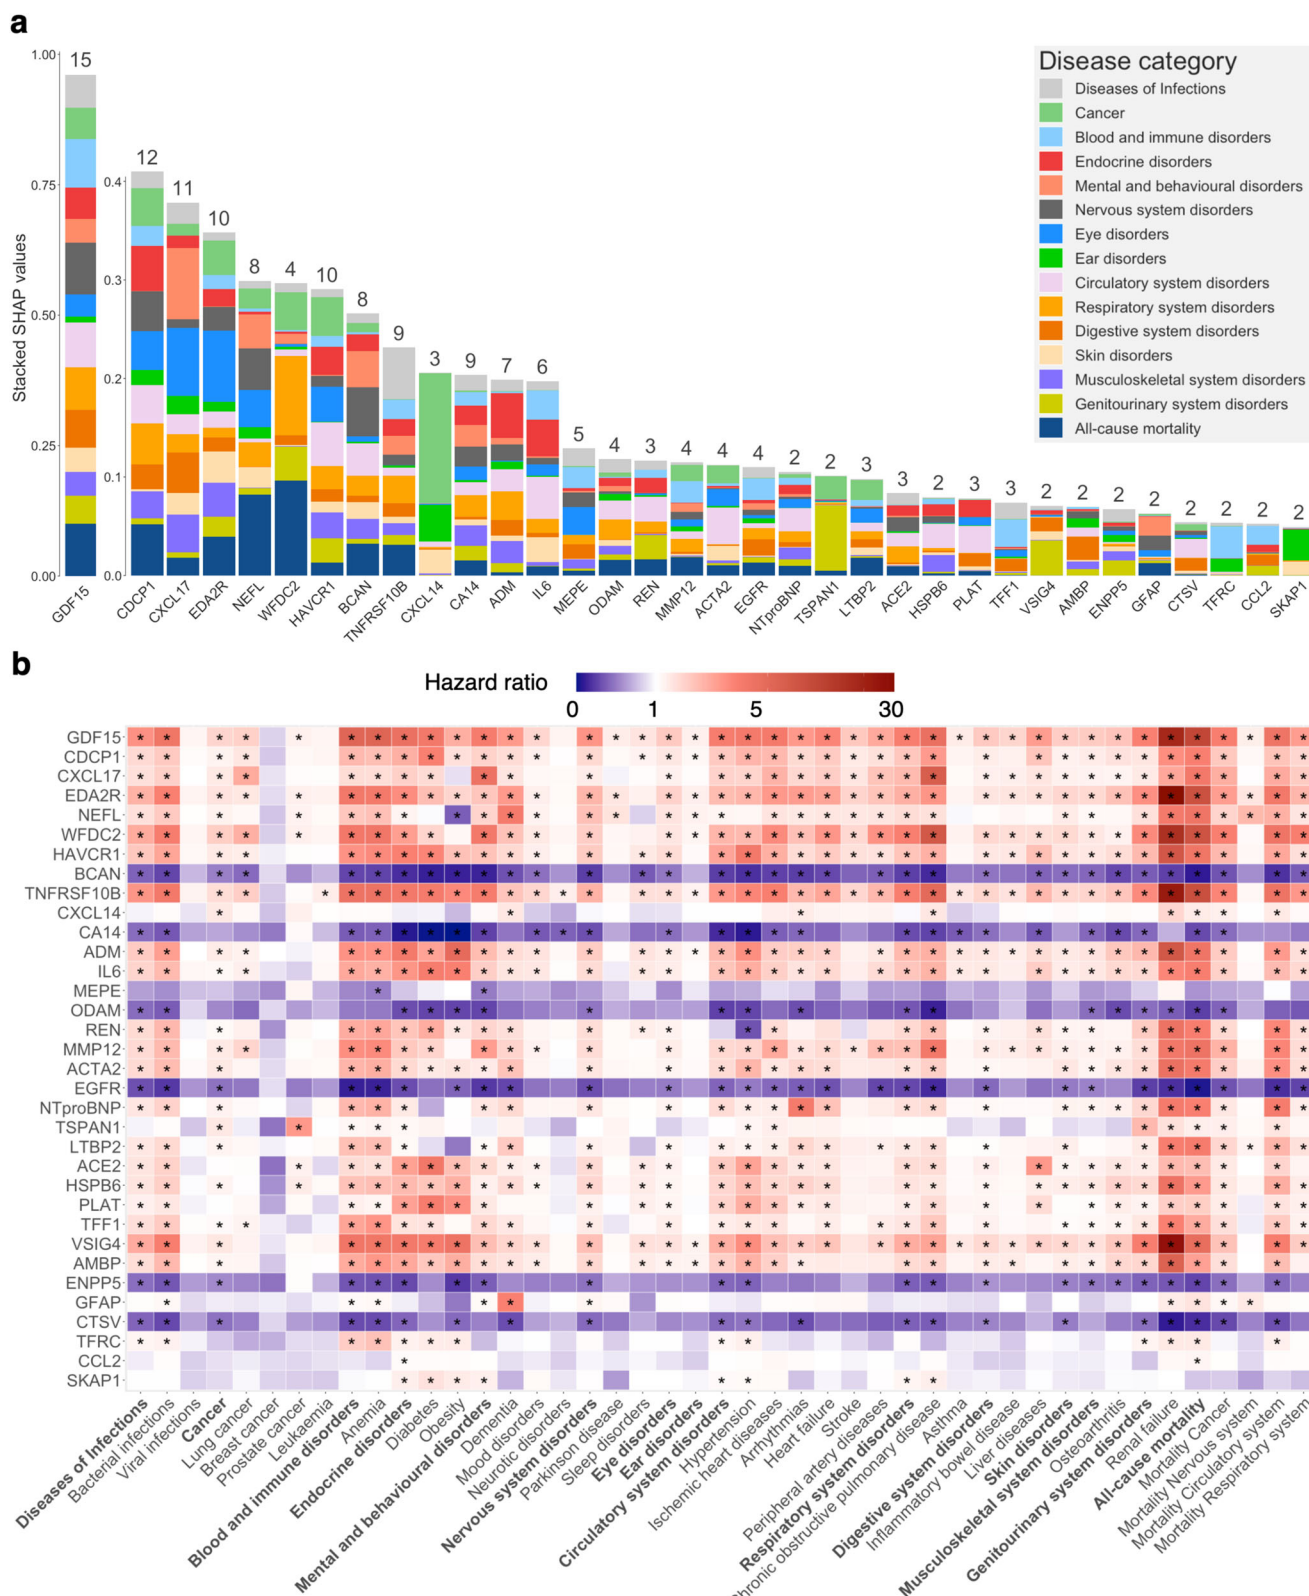 a
Disease category
Diseases of Infections
Cancer
Blood and immune disorders
Endocrine disorders
Mental and behavioural disorders
Nervous system disorders
Eye disorders
Ear disorders
Circulatory system disorders
Respiratory system disorders
Digestive system disorders
Skin disorders
Musculoskeletal system disorders
Genitourinary system disorders
All-cause mortality
Stacked SHAP values
1.00
0.75
0.50
0.25
0.00
0.4
0.3
0.2
0.1
0.0
15
12
11
10
8
4
10
8
9
3
9
7
6
5
4
3
4
4
4
2
2
3
3
2
3
3
2
2
2
2
2
2
2
2
GDF15
CDCP1
CXCL17
EDA2R
NEFL
WFDC2
HAVCR1
BCAN
TNFRSF10B
CXCL14
CA14
ADM
IL6
MEPE
ODAM
REN
MMP12
ACTA2
EGFR
NTproBNP
TSPAN1
LTBP2
ACE2
HSPB6
PLAT
TFF1
VSIG4
AMBP
ENPP5
GFAP
CTSV
TFRC
CCL2
SKAP1
b
Hazard ratio
0 1 5 30
GDF15
CDCP1
CXCL17
EDA2R
NEFL
WFDC2
HAVCR1
BCAN
TNFRSF10B
CXCL14
CA14
ADM
IL6
MEPE
ODAM
REN
MMP12
ACTA2
EGFR
NTproBNP
TSPAN1
LTBP2
ACE2
HSPB6
PLAT
TFF1
VSIG4
AMBP
ENPP5
GFAP
CTSV
TFRC
CCL2
SKAP1
Diseases of Infections
Bacterial infections
Viral infections
Cancer
Lung cancer
Breast cancer
Prostate cancer
Leukaemia
Blood and immune disorders
Anemia
Endocrine disorders
Diabetes
Obesity
Mental and behavioural disorders
Dementia
Mood disorders
Neurotic disorders
Nervous system disorders
Parkinson disease
Sleep disorders
Eye disorders
Ear disorders
Circulatory system disorders
Hypertension
Ischemic heart diseases
Arrhythmias
Heart failure
Stroke
Peripheral artery diseases
Respiratory system disorders
hronic obstructive pulmonary disease
Asthma
Digestive system disorders
Inflammatory bowel disease
Liver diseases
Skin disorders
Musculoskeletal system disorders
Osteoarthritis
Genitourinary system disorders
Renal failure
All-cause mortality
Mortality Cancer
Mortality Nervous system
Mortality Circulatory system
Mortality Respiratory system